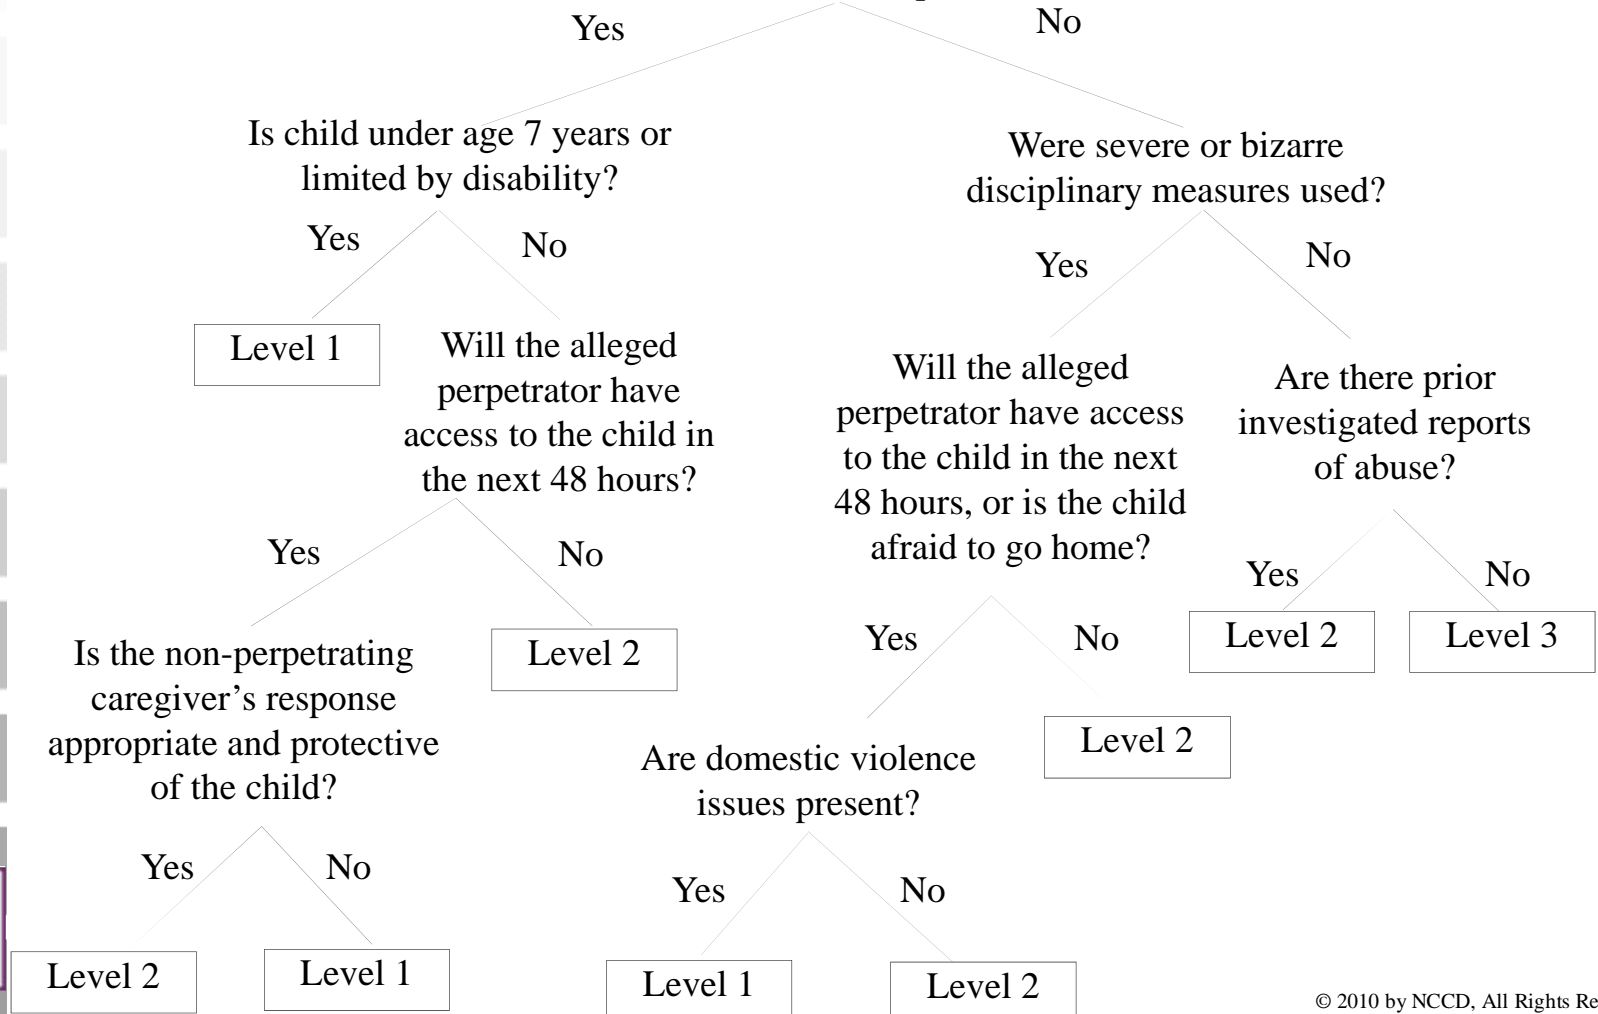 Yes
No
Is child under age 7 years or
limited by disability?
Were severe or bizarre
disciplinary measures used?
Yes
No
Yes
No
Level 1
Will the alleged
perpetrator have
access to the child in
the next 48 hours?
Will the alleged
perpetrator have access
to the child in the next
48 hours, or is the child
afraid to go home?
Are there prior
investigated reports
of abuse?
Yes
No
Yes
No
Level 2
Level 3
Is the non-perpetrating
caregiver’s response
appropriate and protective
of the child?
Level 2
Yes
No
Are domestic violence
issues present?
Level 2
Yes
No
Yes
No
Level 2
Level 1
Level 1
Level 2
© 2010 by NCCD, All Rights Re